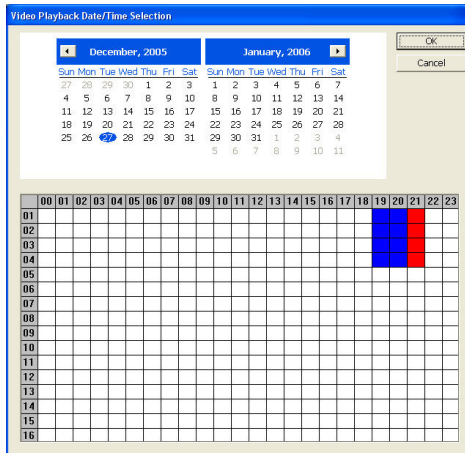 Video Playback Date/Time Selection
OK
Cancel
December, 2005
Sun Mon Tue Wed Thu Fri Sat
27 28 29 30 1 2 3
4 5 6 7 8 9 10
11 12 13 14 15 16 17
18 19 20 21 22 23 24
25 26 27 28 29 30 31
January, 2006
Sun Mon Tue Wed Thu Fri Sat
1 2 3 4 5 6 7
8 9 10 11 12 13 14
15 16 17 18 19 20 21
22 23 24 25 26 27 28
29 30 31 1 2 3 4
5 6 7 8 9 10 11
00 01 02 03 04 05 06 07 08 09 10 11 12 13 14 15 16 17 18 19 20 21 22 23
01
02
03
04
05
06
07
08
09
10
11
12
13
14
15
16